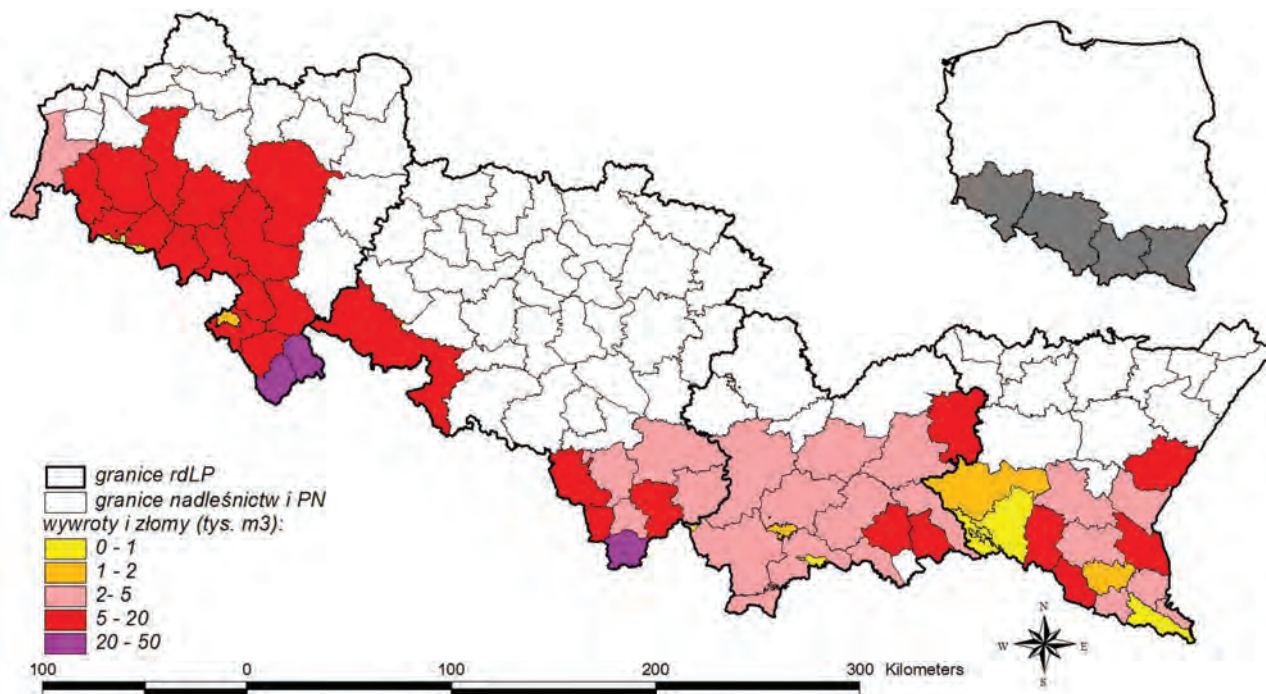 granice rdLP
granice nadleśnictw i PN
wywroty i złomy (tys. m3):
0 - 1
1 - 2
2- 5
5 - 20
20 - 50
N
W E
S
100 0 100 200 300 Kilometers